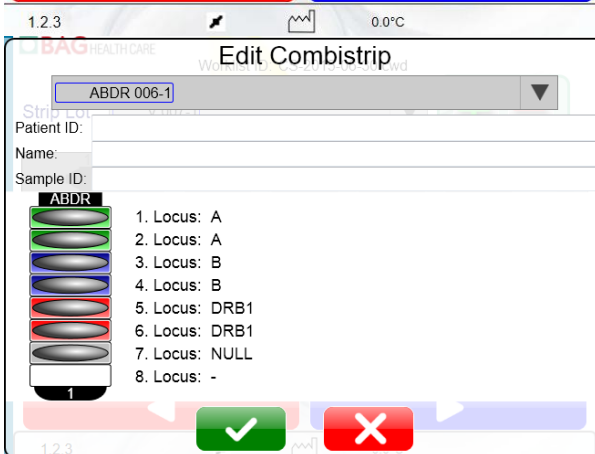 1.2.3 0.0°C
BAG HEALTH CARE
Edit Combistrip
ABDR 006-1
Strip Lot
Patient ID:
Name:
Sample ID:
ABDR
1. Locus: A
2. Locus: A
3. Locus: B
4. Locus: B
5. Locus: DRB1
6. Locus: DRB1
7. Locus: NULL
8. Locus: -
1
1.2.3